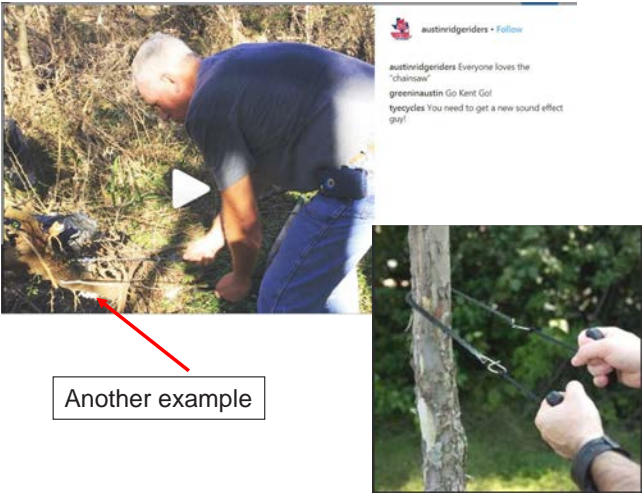 austinridgeriders • Follow
austinridgeriders Everyone loves the
"chainsaw"
greeninaustin Go Kent Go!
tyecycles You need to get a new sound effect
guy!
Another example